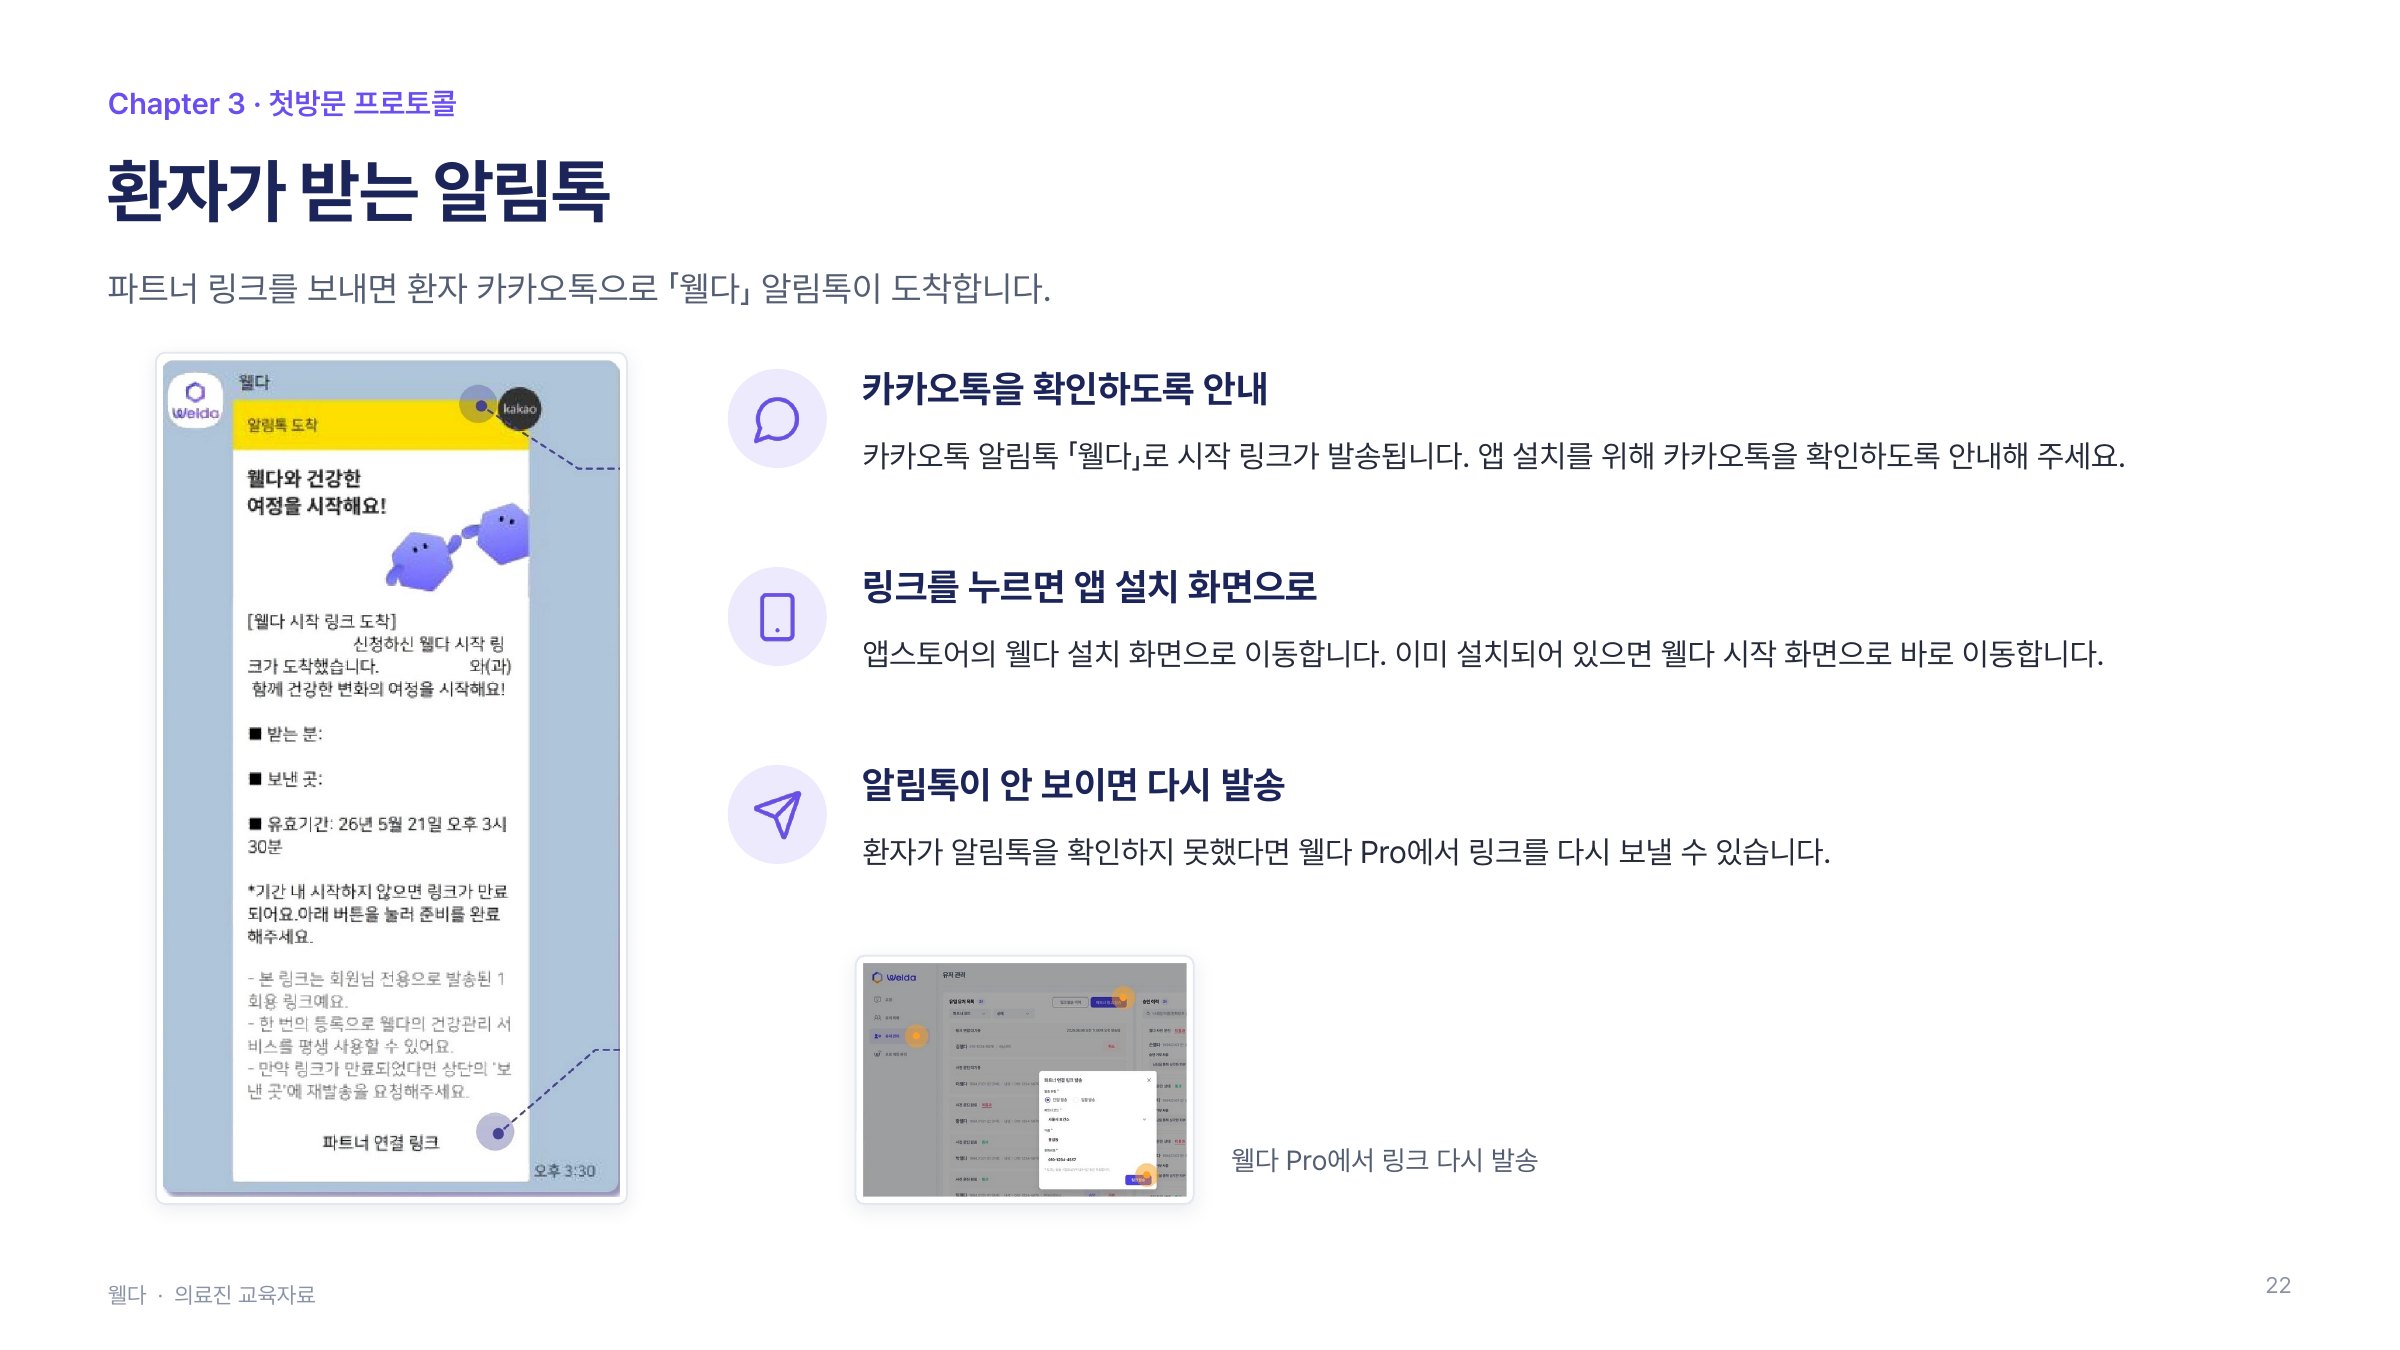 Chapter 3 · 첫방문 프로토콜
환자가 받는 알림톡
파트너 링크를 보내면 환자 카카오톡으로 「웰다」 알림톡이 도착합니다.
웰다
Welda
kakao
알림톡 도착
웰다와 건강한
여정을 시작해요!
[웰다 시작 링크 도착]
신청하신 웰다 시작 링
크가 도착했습니다. 와(과)
함께 건강한 변화의 여정을 시작해요!
■ 받는 분:
■ 보낸 곳:
■ 유효기간: 26년 5월 21일 오후 3시
30분
*기간 내 시작하지 않으면 링크가 만료
되어요.아래 버튼을 눌러 준비를 완료
해주세요.
- 본 링크는 회원님 전용으로 발송된 1
회용 링크예요.
- 한 번의 등록으로 웰다의 건강관리 서
비스를 평생 사용할 수 있어요.
- 만약 링크가 만료되었다면 상단의 '보
낸 곳'에 재발송을 요청해주세요.
파트너 연결 링크
오후 3:30
카카오톡을 확인하도록 안내
카카오톡 알림톡 「웰다」로 시작 링크가 발송됩니다. 앱 설치를 위해 카카오톡을 확인하도록 안내해 주세요.
링크를 누르면 앱 설치 화면으로
앱스토어의 웰다 설치 화면으로 이동합니다. 이미 설치되어 있으면 웰다 시작 화면으로 바로 이동합니다.
알림톡이 안 보이면 다시 발송
환자가 알림톡을 확인하지 못했다면 웰다 Pro에서 링크를 다시 보낼 수 있습니다.
Welda
유저 관리
파트너 연결 링크 발송
웰다 Pro에서 링크 다시 발송
웰다 · 의료진 교육자료
22